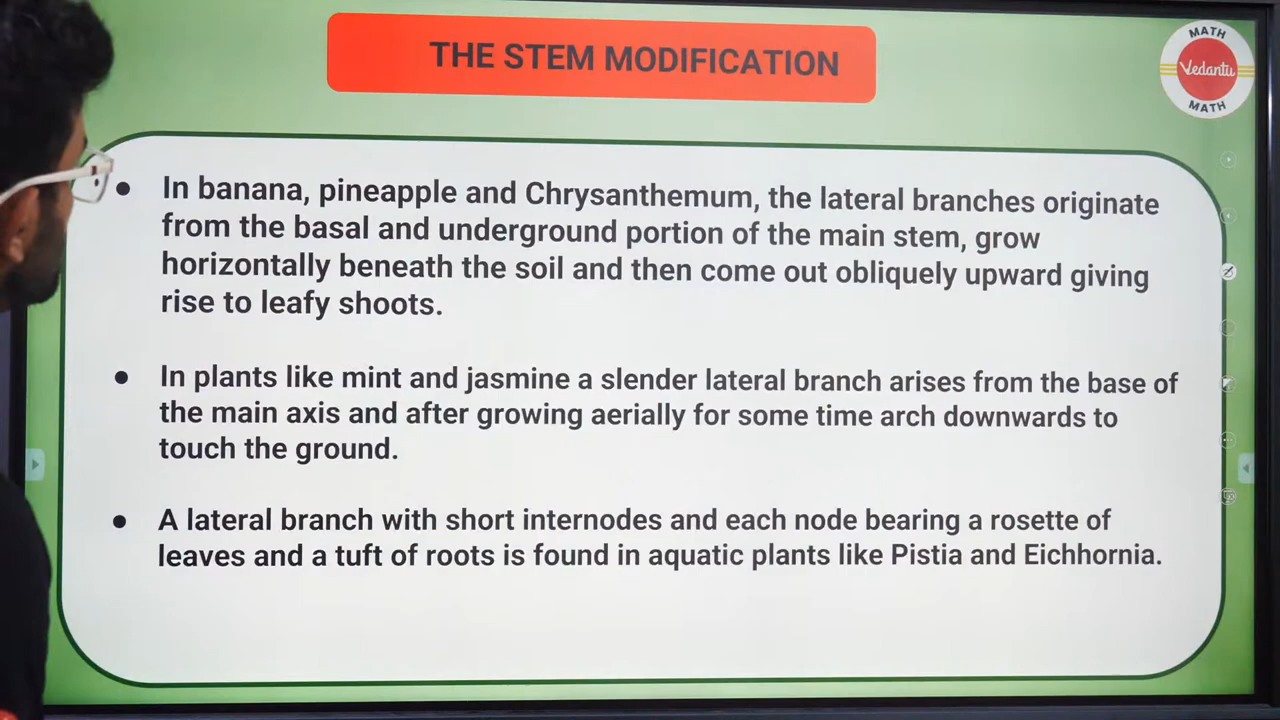 THE STEM MODIFICATION
MATH
Vedantu
MATH
● In banana, pineapple and Chrysanthemum, the lateral branches originate
from the basal and underground portion of the main stem, grow
horizontally beneath the soil and then come out obliquely upward giving
rise to leafy shoots.
● In plants like mint and jasmine a slender lateral branch arises from the base of
the main axis and after growing aerially for some time arch downwards to
touch the ground.
● A lateral branch with short internodes and each node bearing a rosette of
leaves and a tuft of roots is found in aquatic plants like Pistia and Eichhornia.